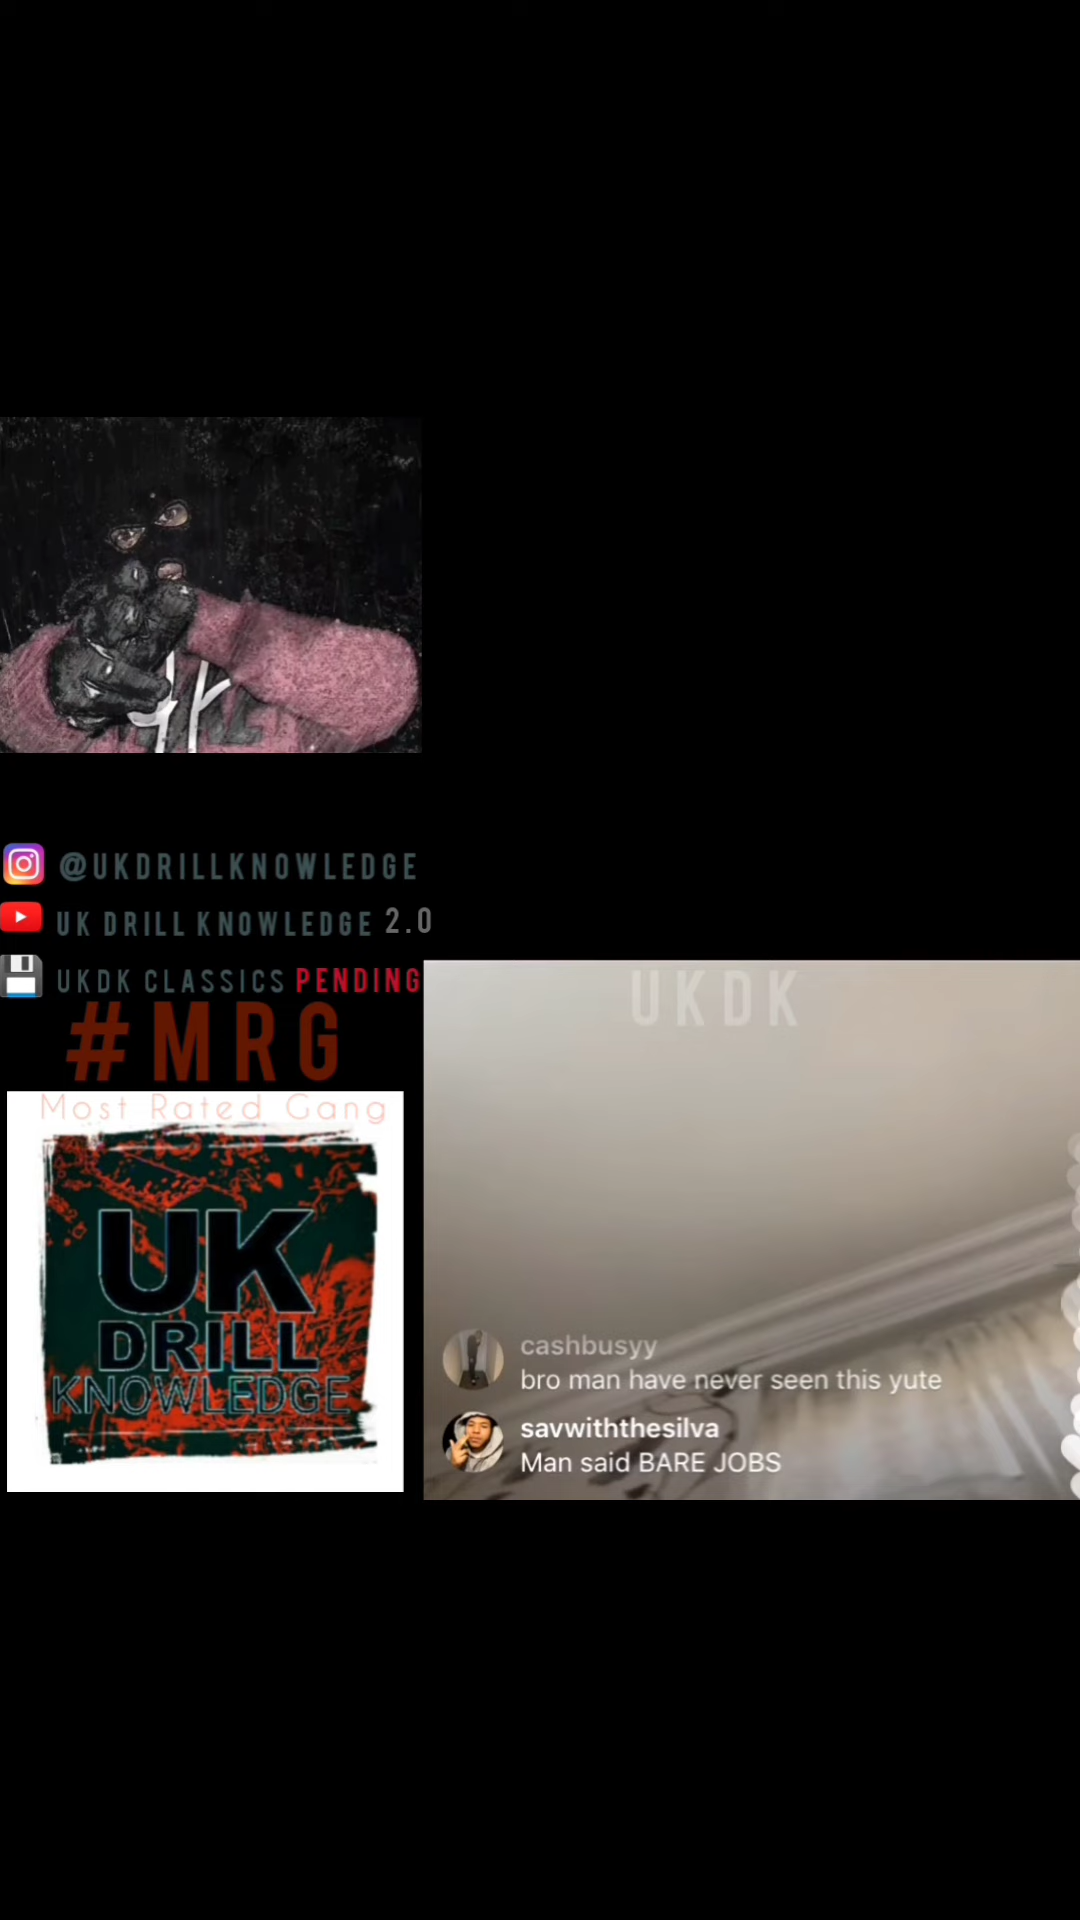 @UKDRILLKNOWLEDGE
UK DRILL KNOWLEDGE 2.0
UKDK CLASSICS PENDING
#MRG
Most Rated Gang
UK
DRILL
KNOWLEDGE
UKDK
cashbusyy
bro man have never seen this yute
savwiththesilva
Man said BARE JOBS